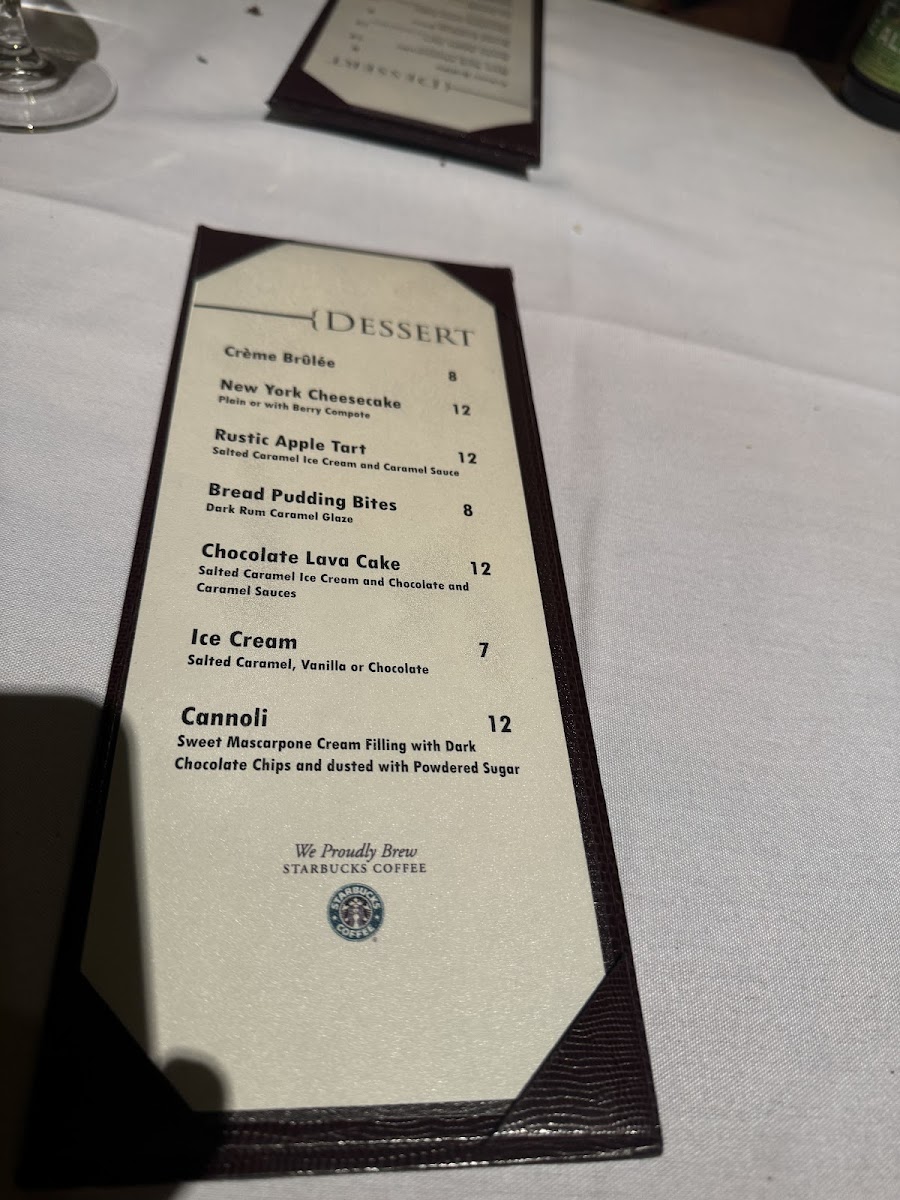 DESSERT
Crème Brûlée 8
New York Cheesecake 12
Plain or with Berry Compote
Rustic Apple Tart 12
Salted Caramel Ice Cream and Caramel Sauce
Bread Pudding Bites 8
Dark Rum Caramel Glaze
Chocolate Lava Cake 12
Salted Caramel Ice Cream and Chocolate and
Caramel Sauces
Ice Cream 7
Salted Caramel, Vanilla or Chocolate
Cannoli 12
Sweet Mascarpone Cream Filling with Dark
Chocolate Chips and dusted with Powdered Sugar
We Proudly Brew
STARBUCKS COFFEE
STARBUCKS
COFFEE
DESSERT